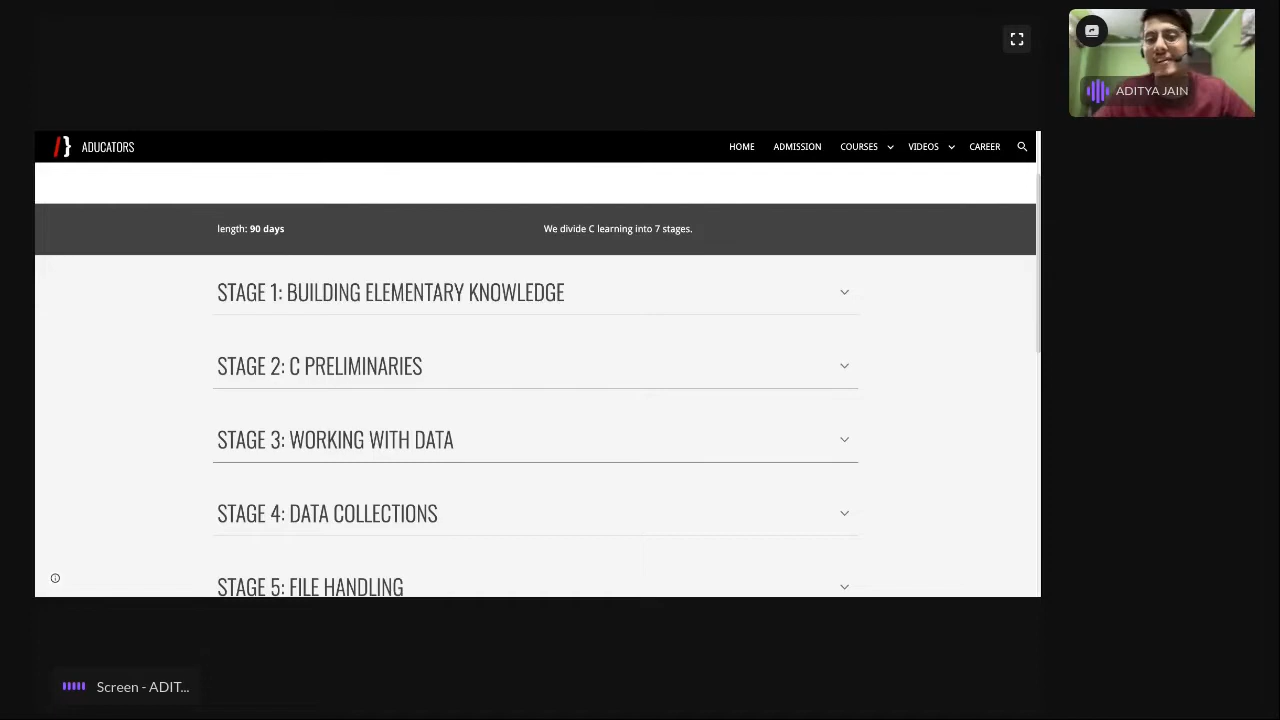 ADITYA JAIN
ADUCATORS
HOME ADMISSION COURSES VIDEOS CAREER
length: 90 days
We divide C learning into 7 stages.
STAGE 1: BUILDING ELEMENTARY KNOWLEDGE
STAGE 2: C PRELIMINARIES
STAGE 3: WORKING WITH DATA
STAGE 4: DATA COLLECTIONS
STAGE 5: FILE HANDLING
Screen - ADIT...